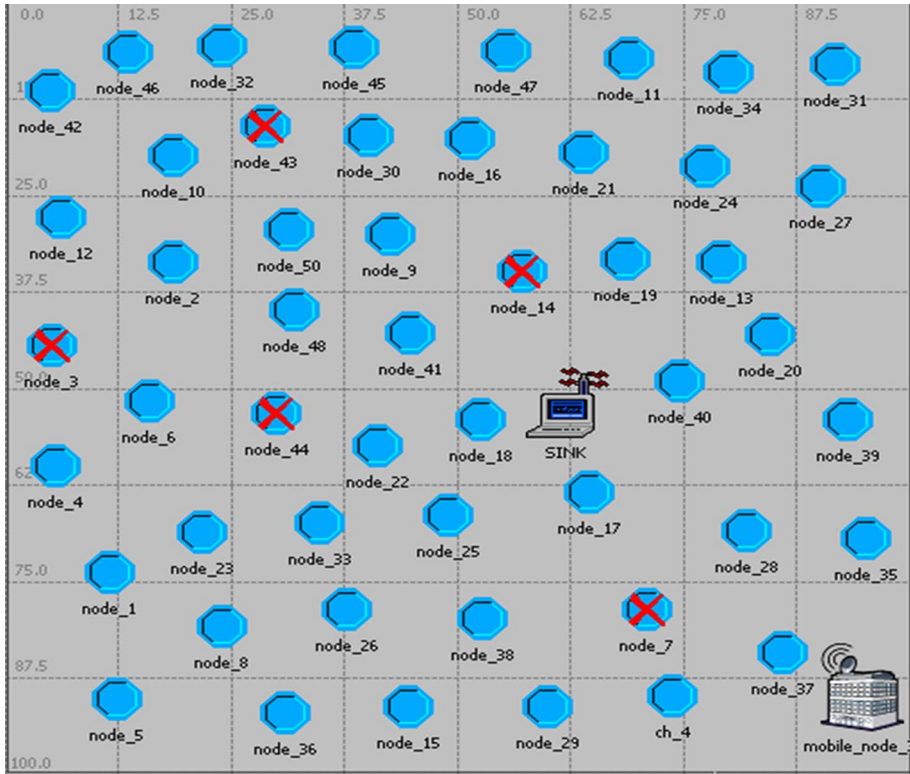 0.0 12.5 25.0 37.5 50.0 62.5 75.0 87.5
node_46 node_32 node_45 node_47 node_11 node_34 node_31
node_42
node_43 node_30 node_16 node_21
node_10 node_24 node_27
25.0
node_12 node_50 node_9 node_19 node_13
node_2 node_14
37.5
node_48 node_41 node_20
node_3
node_6 node_44 node_18 SINK node_40 node_39
node_4 node_22
node_23 node_33 node_25 node_17 node_28 node_35
75.0
node_1
node_8 node_26 node_38 node_7
87.5
node_37
node_5 node_36 node_15 node_29 ch_4 mobile_node_
100.0